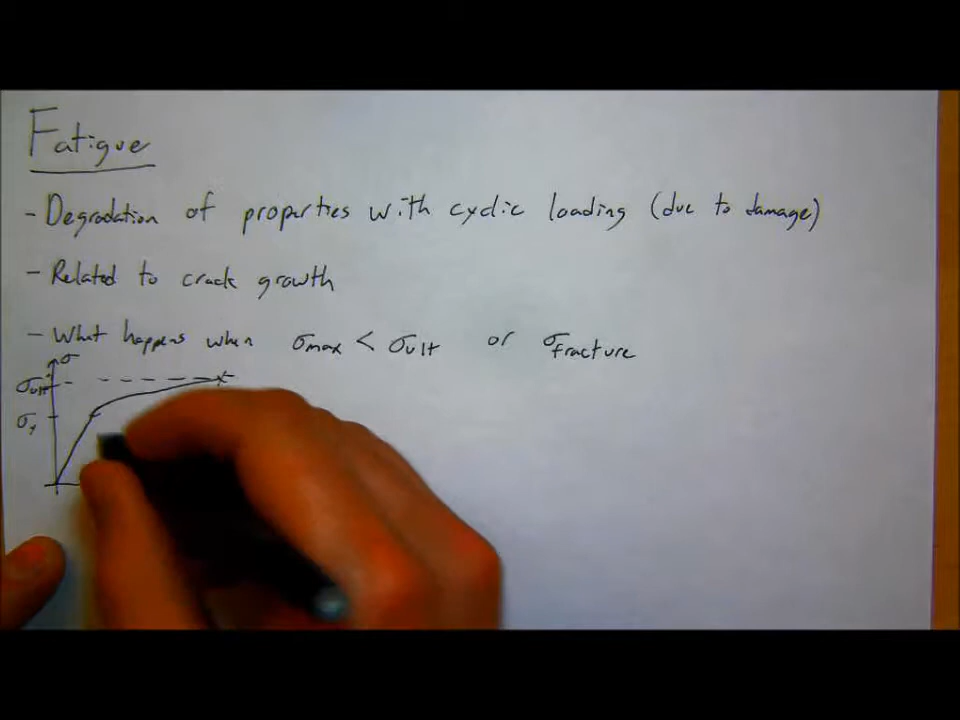 Fatigue
- Degradation of properties with cyclic loading (due to damage)
- Related to crack growth
- What happens when σmax < σult or σfracture
σ
σult
σy